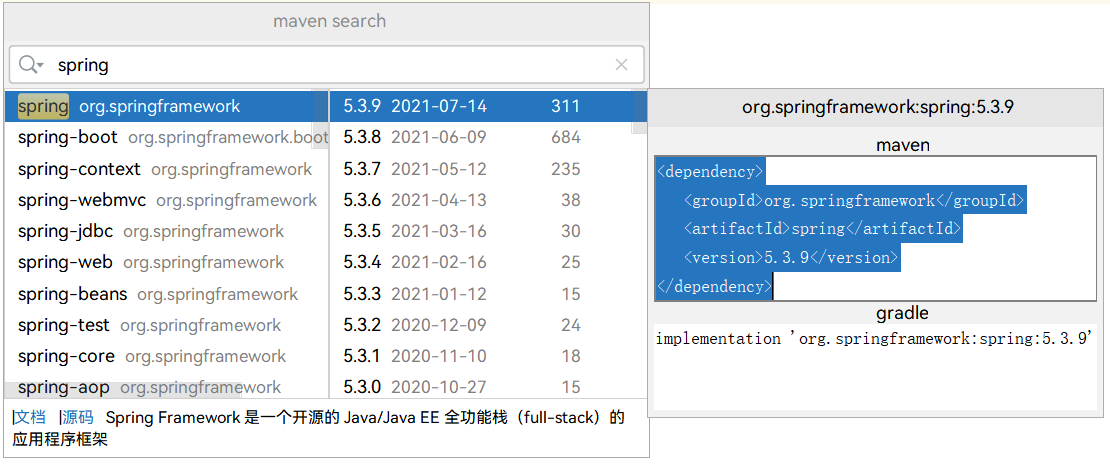 maven search
spring
spring org.springframework 5.3.9 2021-07-14 311
spring-boot org.springframework.boot 5.3.8 2021-06-09 684
spring-context org.springframework 5.3.7 2021-05-12 235
spring-webmvc org.springframework 5.3.6 2021-04-13 38
spring-jdbc org.springframework 5.3.5 2021-03-16 30
spring-web org.springframework 5.3.4 2021-02-16 25
spring-beans org.springframework 5.3.3 2021-01-12 15
spring-test org.springframework 5.3.2 2020-12-09 24
spring-core org.springframework 5.3.1 2020-11-10 18
spring-aop org.springframework 5.3.0 2020-10-27 15
|文档 |源码 Spring Framework 是一个开源的 Java/Java EE 全功能栈（full-stack）的
应用程序框架
org.springframework:spring:5.3.9
maven
<dependency>
<groupId>org.springframework</groupId>
<artifactId>spring</artifactId>
<version>5.3.9</version>
</dependency>
gradle
implementation 'org.springframework:spring:5.3.9'